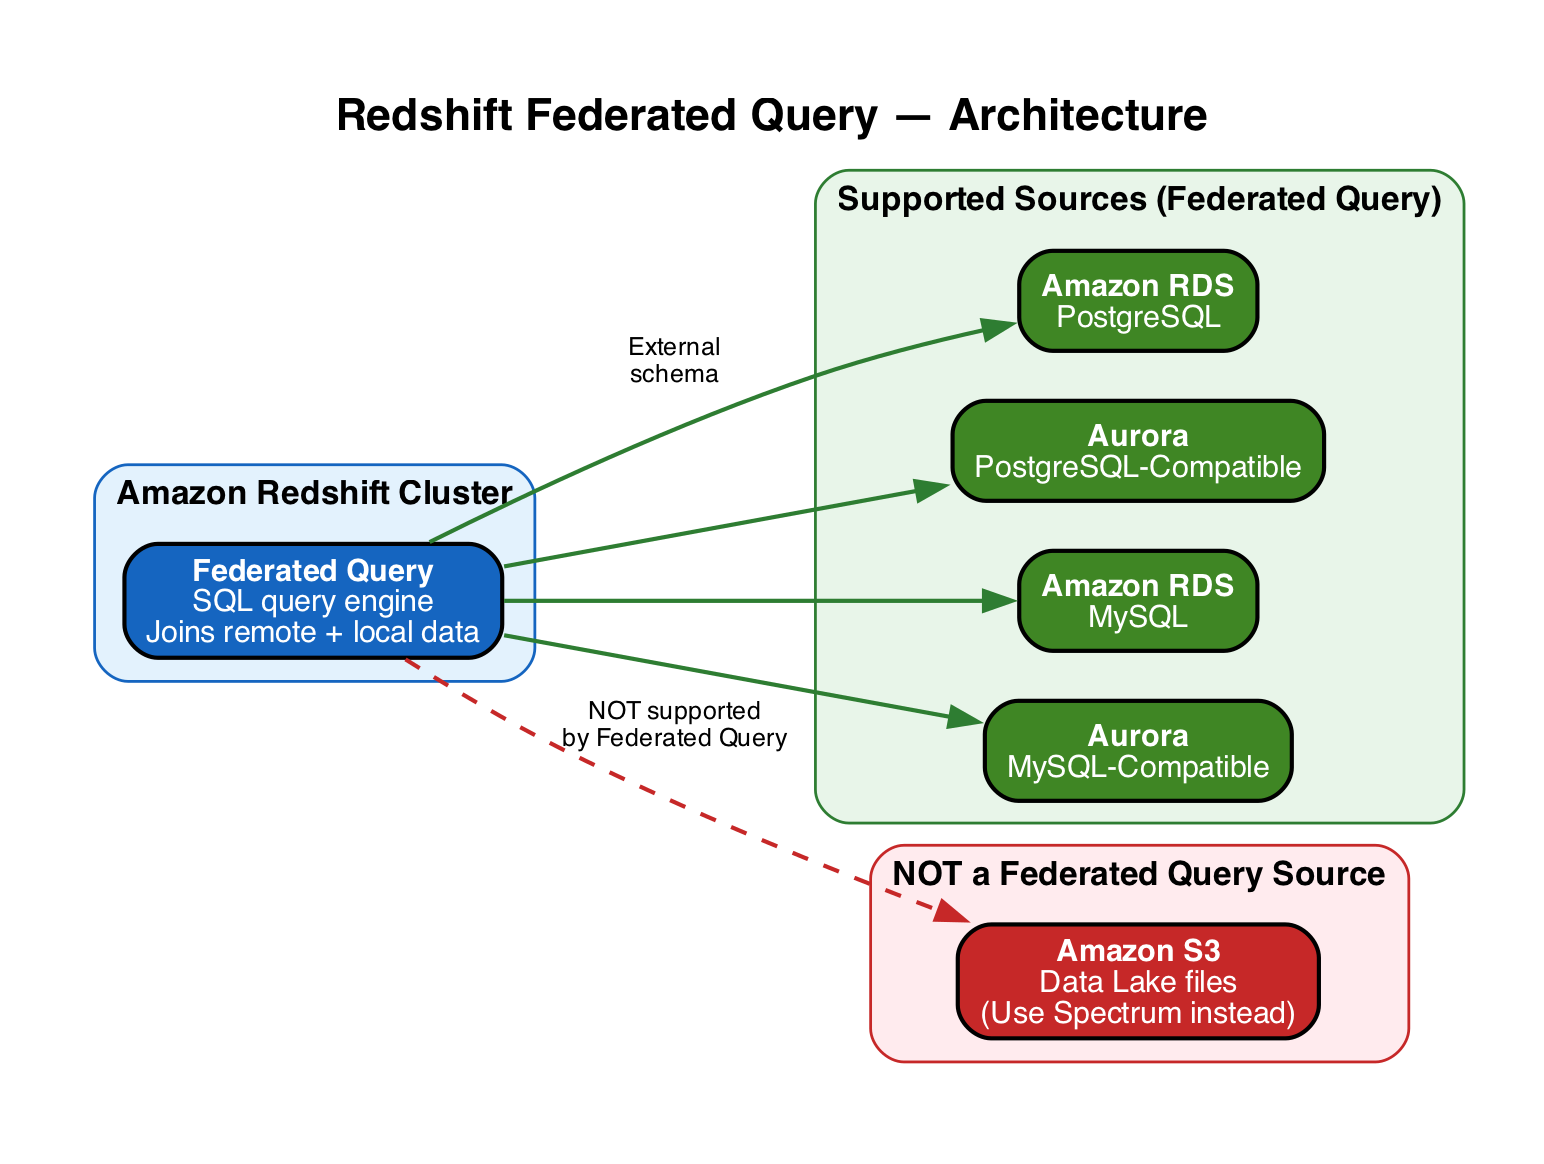 Redshift Federated Query — Architecture
Supported Sources (Federated Query)
Amazon RDS
PostgreSQL
External
schema
Aurora
PostgreSQL-Compatible
Amazon Redshift Cluster
Federated Query
SQL query engine
Joins remote + local data
Amazon RDS
MySQL
NOT supported
by Federated Query
Aurora
MySQL-Compatible
NOT a Federated Query Source
Amazon S3
Data Lake files
(Use Spectrum instead)